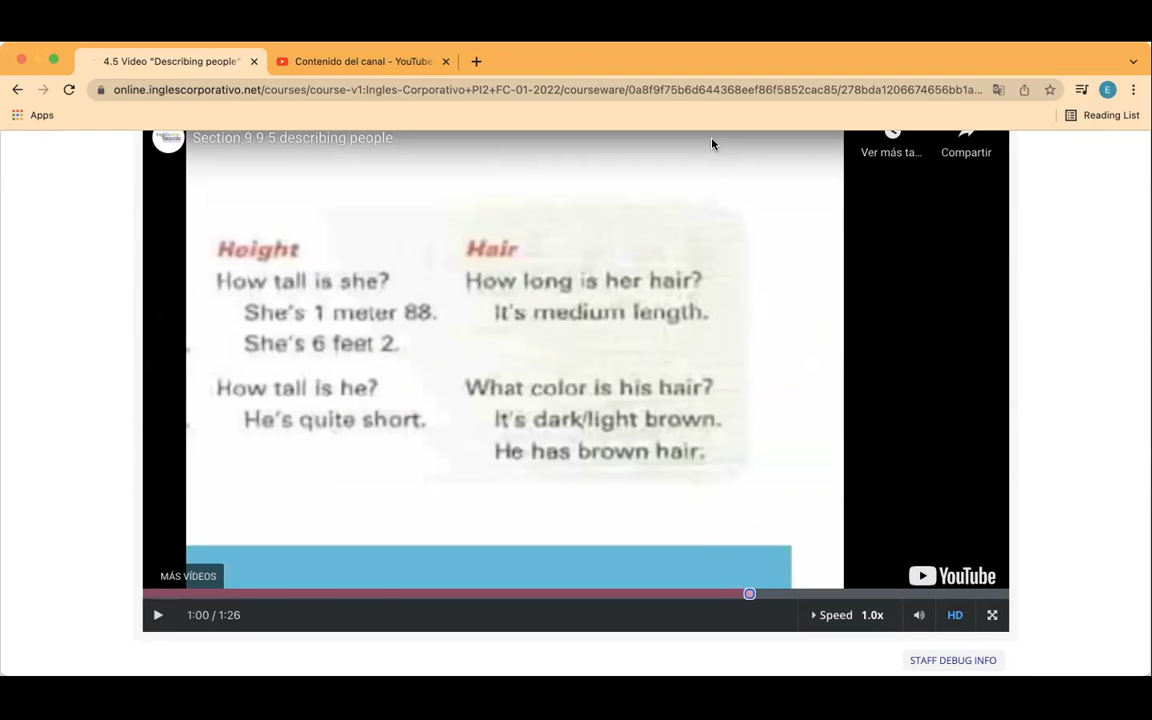 4.5 Video "Describing people"
Contenido del canal - YouTube
online.inglescorporativo.net/courses/course-v1:Ingles-Corporativo+PI2+FC-01-2022/courseware/0a8f9f75b6d644368eef86f5852cac85/278bda1206674656bb1a...
Apps
Reading List
Section 9 9 5 describing people
Ver más ta...
Compartir
Height
How tall is she?
She's 1 meter 88.
She's 6 feet 2.
How tall is he?
He's quite short.
Hair
How long is her hair?
It's medium length.
What color is his hair?
It's dark/light brown.
He has brown hair.
MÁS VÍDEOS
YouTube
1:00 / 1:26
Speed 1.0x
HD
STAFF DEBUG INFO